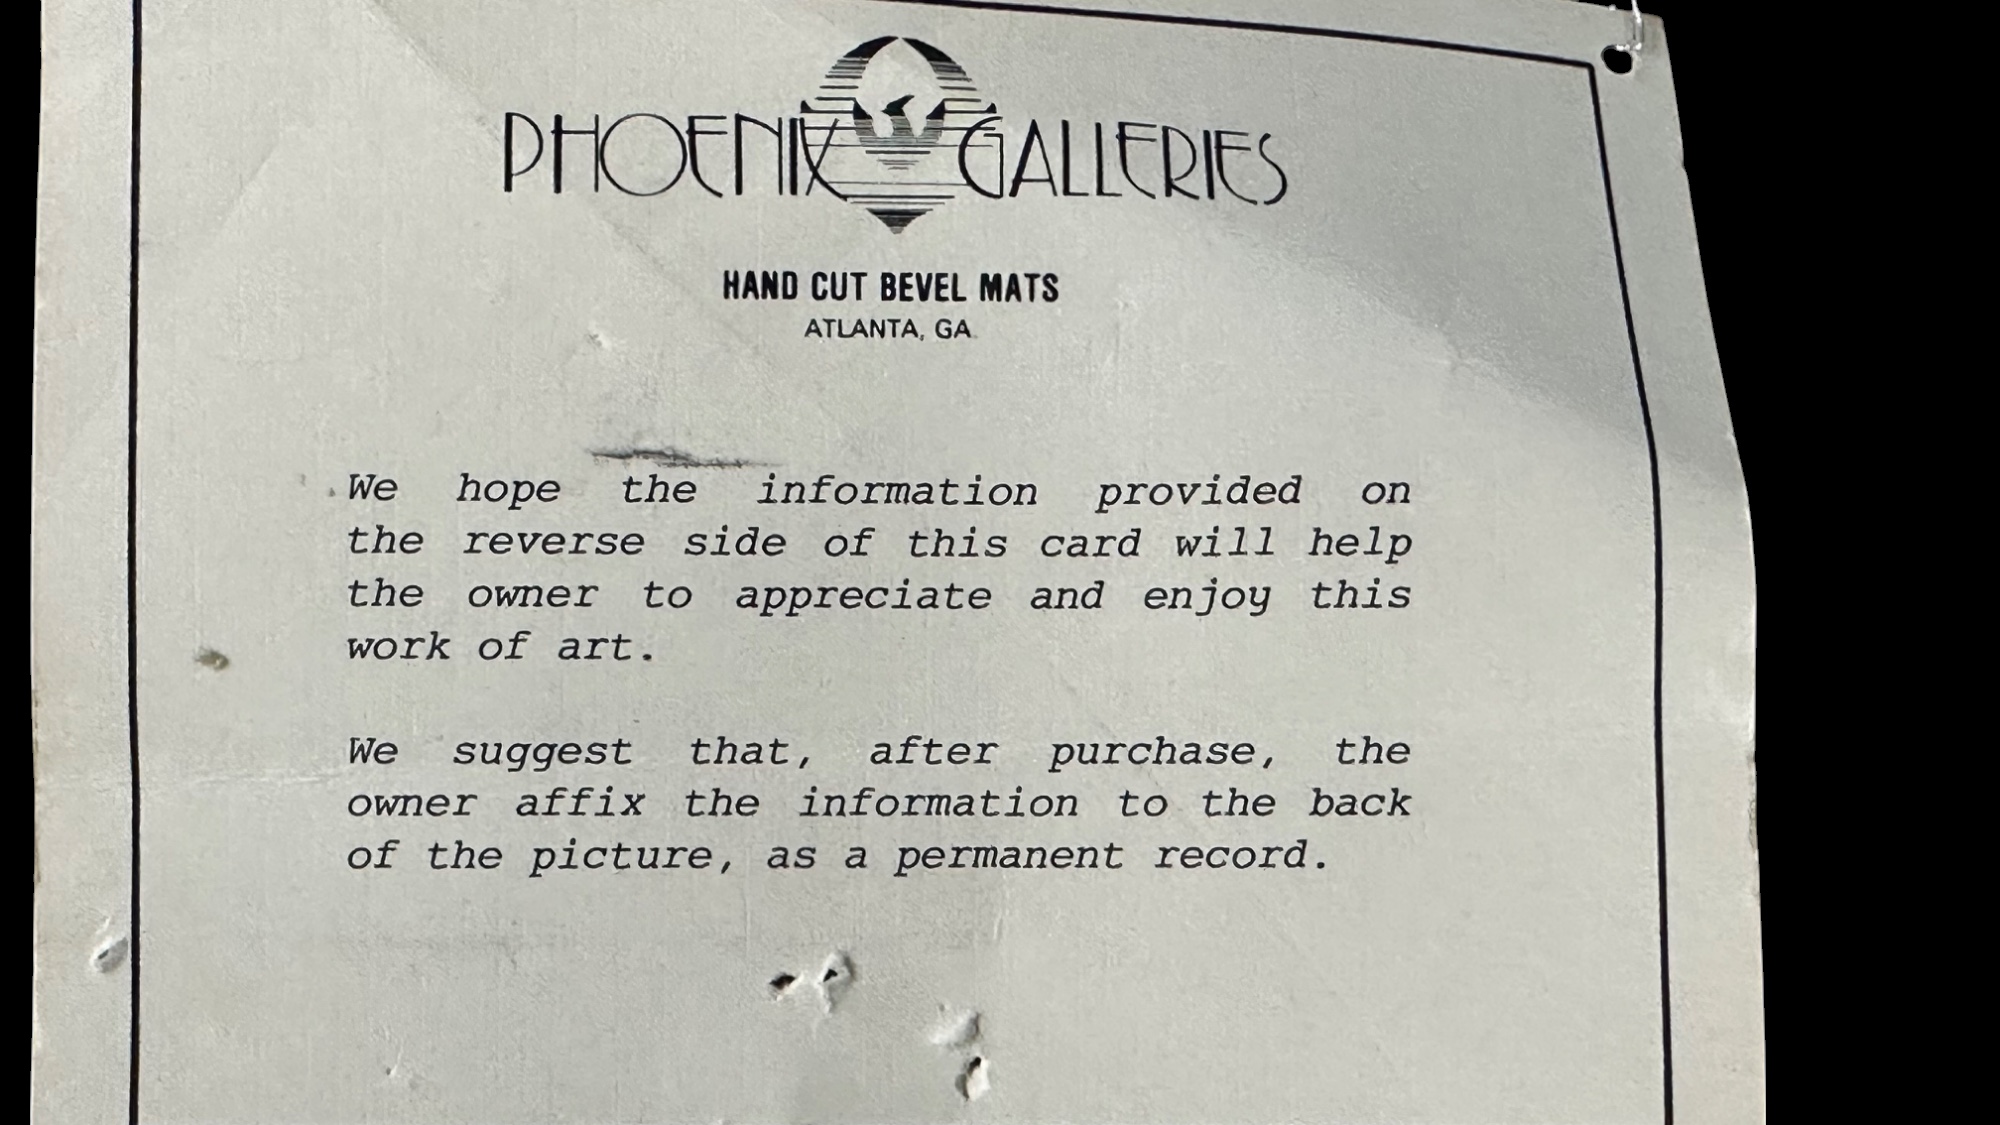 PHOENIX GALLERIES
HAND CUT BEVEL MATS
ATLANTA, GA
We hope the information provided on
the reverse side of this card will help
the owner to appreciate and enjoy this
work of art.
We suggest that, after purchase, the
owner affix the information to the back
of the picture, as a permanent record.